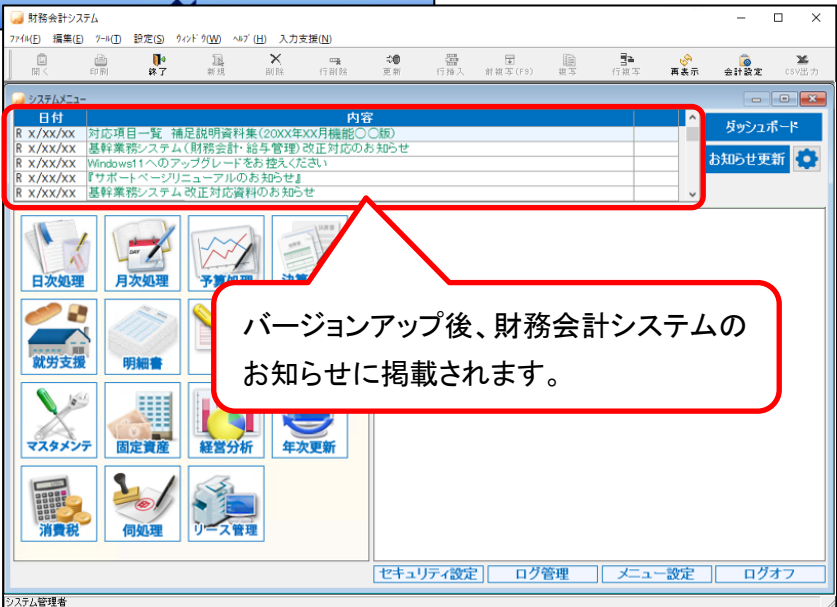 財務会計システム
ファイル(F) 編集(E) ツール(T) 設定(S) ウィンドウ(W) ヘルプ(H) 入力支援(N)
開く 印刷 終了 新規 削除 行削除 更新 行挿入 前複写(F9) 複写 行複写 再表示 会計設定 CSV出力
システムメニュー
日付 内容
R x/xx/xx 対応項目一覧 補足説明資料集(20XX年XX月機能〇〇版)
R x/xx/xx 基幹業務システム(財務会計・給与管理)改正対応のお知らせ
R x/xx/xx Windows11へのアップグレードをお控えください
R x/xx/xx 『サポートページリニューアルのお知らせ』
R x/xx/xx 基幹業務システム改正対応資料のお知らせ
ダッシュボード
お知らせ更新
日次処理 月次処理 予算処理
バージョンアップ後、財務会計システムの
お知らせに掲載されます。
就労支援 明細書
マスタメンテ 固定資産 経営分析 年次更新
消費税 伺処理 リース管理
セキュリティ設定 ログ管理 メニュー設定 ログオフ
システム管理者